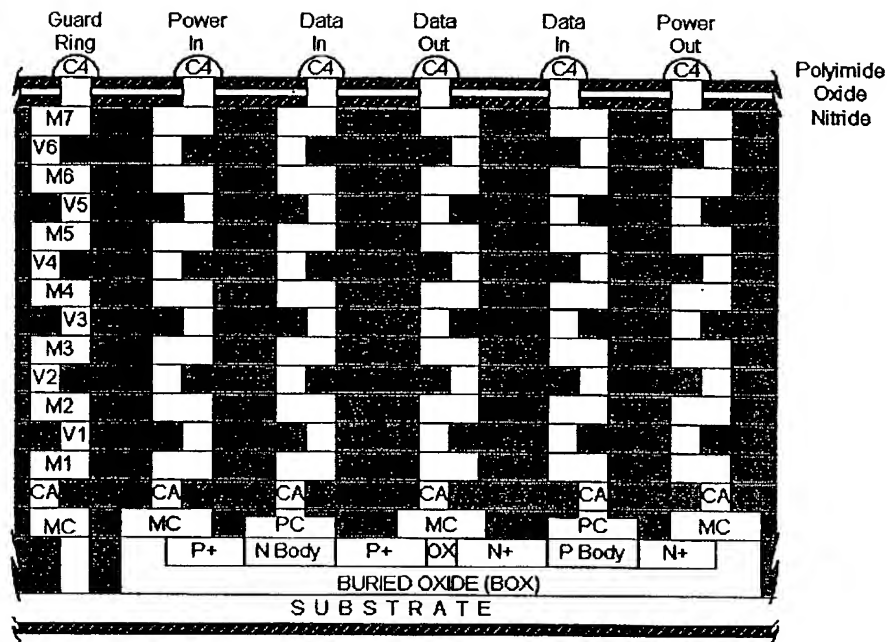 Guard Ring
Power In
Data In
Data Out
Data In
Power Out
C4 C4 C4 C4 C4 C4
Polyimide
Oxide
Nitride
M7
V6
M6
V5
M5
V4
M4
V3
M3
V2
M2
V1
M1
CA CA CA CA CA CA
MC MC PC MC PC MC
P+ N Body P+ OX N+ P Body N+
BURIED OXIDE (BOX)
SUBSTRATE